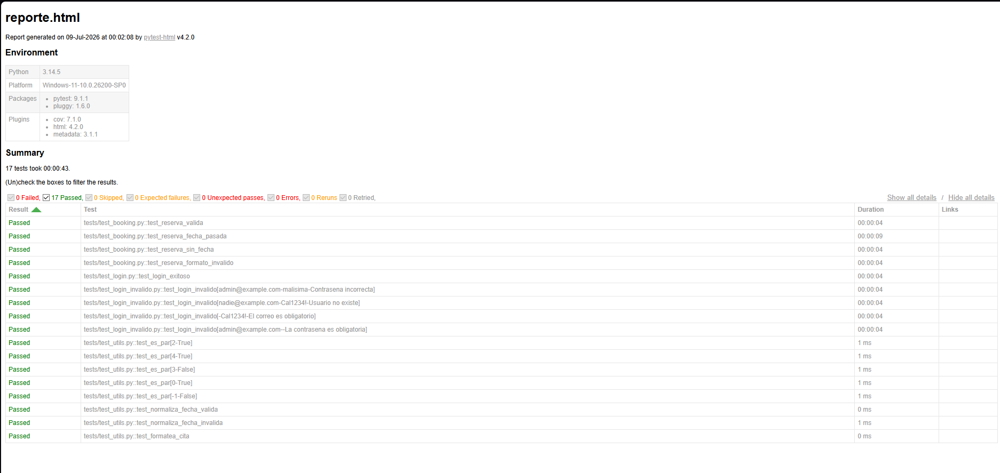 reporte.html
Report generated on 09-Jul-2026 at 00:02:08 by pytest-html v4.2.0
Environment
Python 3.14.5
Platform Windows-11-10.0.26200-SP0
Packages pytest: 9.1.1
pluggy: 1.6.0
Plugins cov: 7.1.0
html: 4.2.0
metadata: 3.1.1
Summary
17 tests took 00:00:43.
(Un)check the boxes to filter the results.
0 Failed, 17 Passed, 0 Skipped, 0 Expected failures, 0 Unexpected passes, 0 Errors, 0 Reruns 0 Retried, Show all details / Hide all details
Result Test Duration Links
Passed tests/test_booking.py::test_reserva_valida 00:00:04
Passed tests/test_booking.py::test_reserva_fecha_pasada 00:00:09
Passed tests/test_booking.py::test_reserva_sin_fecha 00:00:04
Passed tests/test_booking.py::test_reserva_formato_invalido 00:00:04
Passed tests/test_login.py::test_login_exitoso 00:00:04
Passed tests/test_login_invalido.py::test_login_invalido[admin@example.com-malisima-Contrasena incorrecta] 00:00:04
Passed tests/test_login_invalido.py::test_login_invalido[nadie@example.com-Cal1234!-Usuario no existe] 00:00:04
Passed tests/test_login_invalido.py::test_login_invalido[-Cal1234!-El correo es obligatorio] 00:00:04
Passed tests/test_login_invalido.py::test_login_invalido[admin@example.com--La contrasena es obligatoria] 00:00:04
Passed tests/test_utils.py::test_es_par[2-True] 1 ms
Passed tests/test_utils.py::test_es_par[4-True] 1 ms
Passed tests/test_utils.py::test_es_par[3-False] 1 ms
Passed tests/test_utils.py::test_es_par[0-True] 1 ms
Passed tests/test_utils.py::test_es_par[-1-False] 1 ms
Passed tests/test_utils.py::test_normaliza_fecha_valida 0 ms
Passed tests/test_utils.py::test_normaliza_fecha_invalida 1 ms
Passed tests/test_utils.py::test_formatea_cita 0 ms